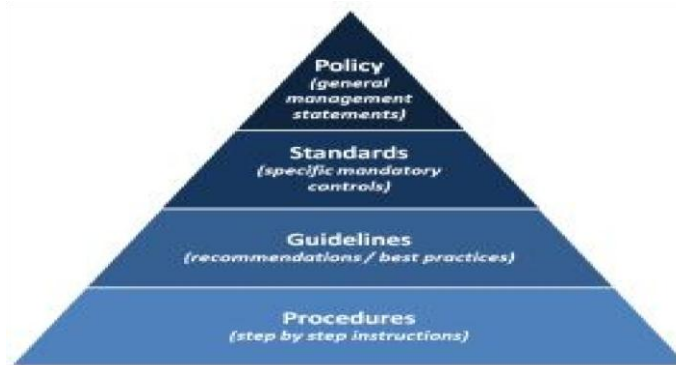 Policy
(general
management
statements)
Standards
(specific mandatory
controls)
Guidelines
(recommendations / best practices)
Procedures
(step by step instructions)